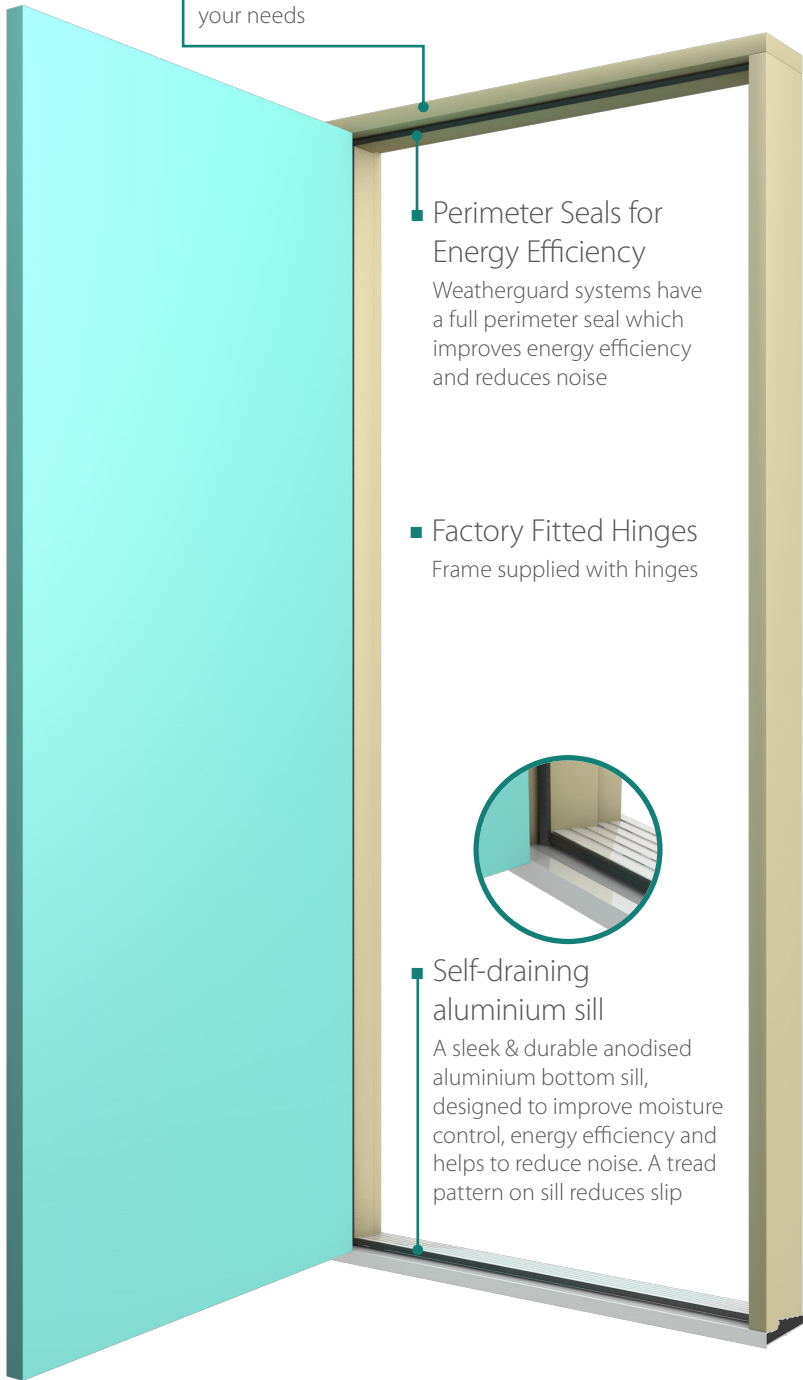 your needs
Perimeter Seals for
Energy Efficiency
Weatherguard systems have
a full perimeter seal which
improves energy efficiency
and reduces noise
Factory Fitted Hinges
Frame supplied with hinges
Self-draining
aluminium sill
A sleek & durable anodised
aluminium bottom sill,
designed to improve moisture
control, energy efficiency and
helps to reduce noise. A tread
pattern on sill reduces slip